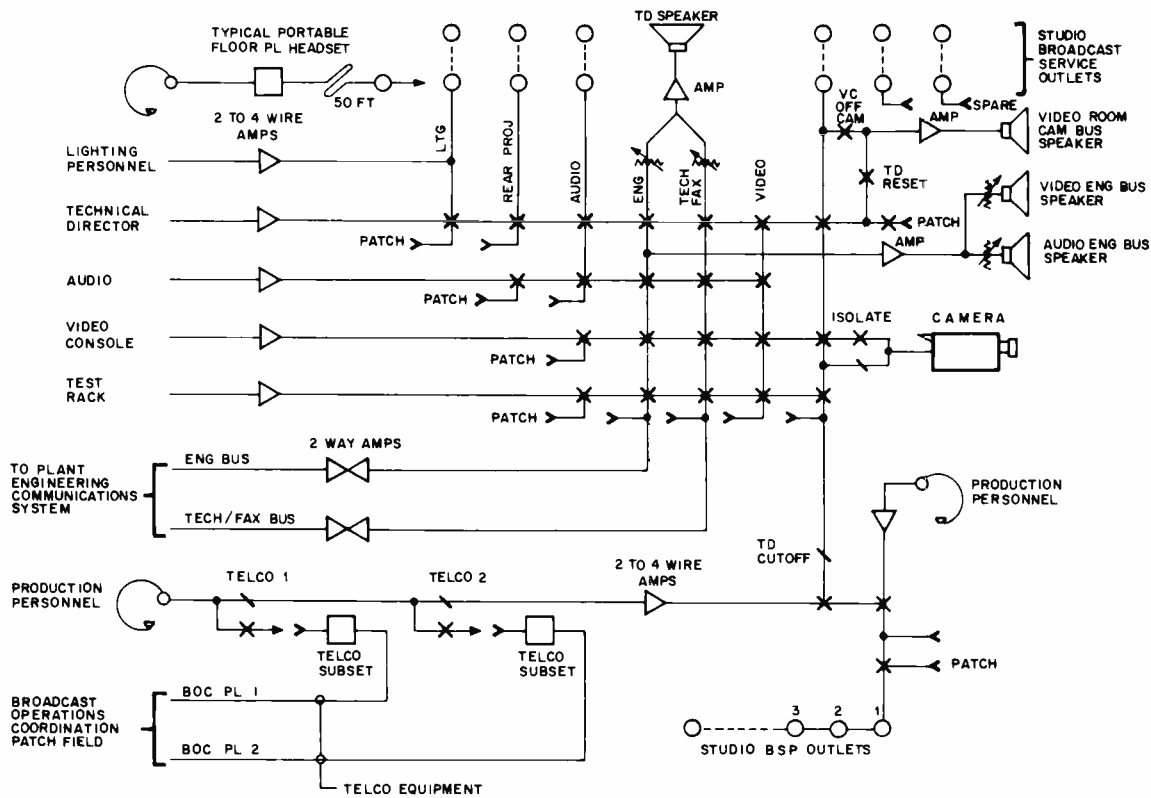 TD SPEAKER
TYPICAL PORTABLE
FLOOR PL HEADSET
50 FT
2 TO 4 WIRE
AMPS
AMP
STUDIO
BROADCAST
SERVICE
OUTLETS
SPARE
VC
OFF
CAM
AMP
VIDEO ROOM
CAM BUS
SPEAKER
LIGHTING
PERSONNEL
LTG
REAR PROJ
AUDIO
ENG
TECH
FAX
VIDEO
TD
RESET
VIDEO ENG BUS
SPEAKER
TECHNICAL
DIRECTOR
PATCH
PATCH
AMP
AUDIO ENG BUS
SPEAKER
AUDIO
PATCH
VIDEO
CONSOLE
PATCH
ISOLATE
CAMERA
TEST
RACK
PATCH
2 WAY AMPS
TO PLANT
ENGINEERING
COMMUNICATIONS
SYSTEM
ENG BUS
TECH/FAX BUS
PRODUCTION
PERSONNEL
TD
CUTOFF
PRODUCTION
PERSONNEL
TELCO 1
TELCO 2
2 TO 4 WIRE
AMPS
TELCO
SUBSET
TELCO
SUBSET
PATCH
BROADCAST
OPERATIONS
COORDINATION
PATCH FIELD
BOC PL 1
BOC PL 2
3
2
1
STUDIO BSP OUTLETS
TELCO EQUIPMENT